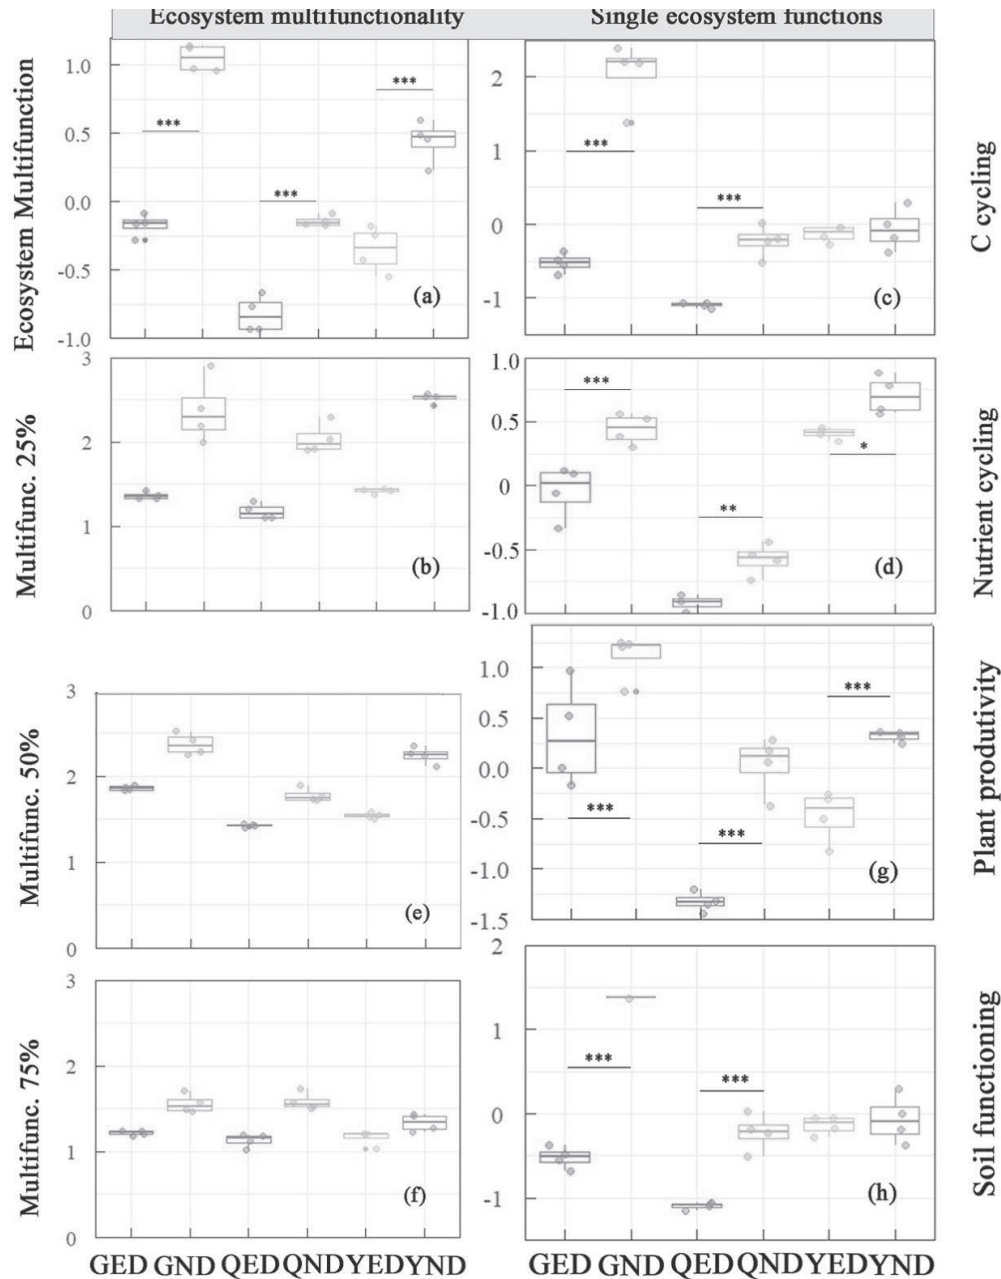 Ecosystem multifunctionality Single ecosystem functions
Ecosystem Multifunction
1.0
0.5
0.0
-0.5
-1.0
***
***
***
(a)
2
1
0
-1
***
***
(c)
C cycling
Multifunc. 25%
3
2
1
0
(b)
1.0
0.5
0
-0.5
-1.0
***
**
*
(d)
Nutrient cycling
Multifunc. 50%
3
2
1
0
(e)
1.0
0.5
0.0
-0.5
-1.0
-1.5
***
***
***
(g)
Plant produtivity
Multifunc. 75%
3
2
1
0
(f)
2
1
0
-1
***
***
(h)
Soil functioning
GED GND QED QND YED YND GED GND QED QND YED YND